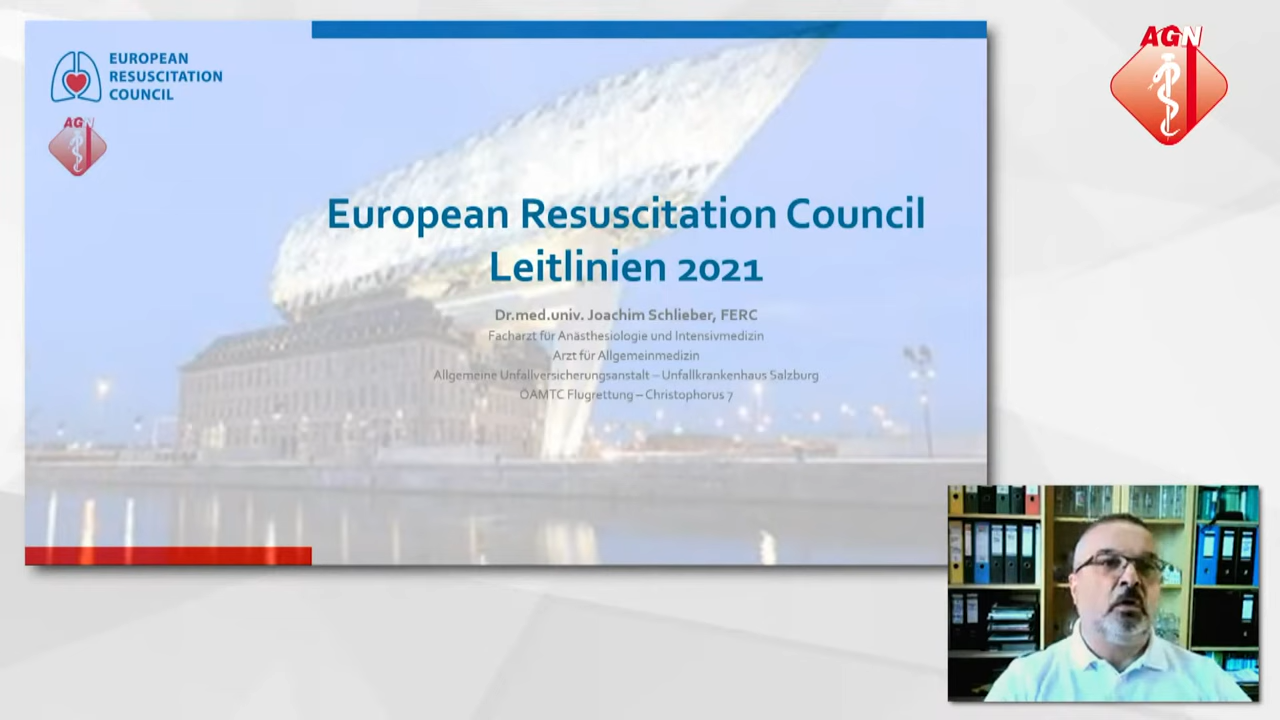 EUROPEAN
RESUSCITATION
COUNCIL
AGN
European Resuscitation Council
Leitlinien 2021
Dr.med.univ. Joachim Schlieber, FERC
Facharzt für Anästhesiologie und Intensivmedizin
Arzt für Allgemeinmedizin
Allgemeine Unfallversicherungsanstalt – Unfallkrankenhaus Salzburg
ÖAMTC Flugrettung – Christophorus 7
AGN